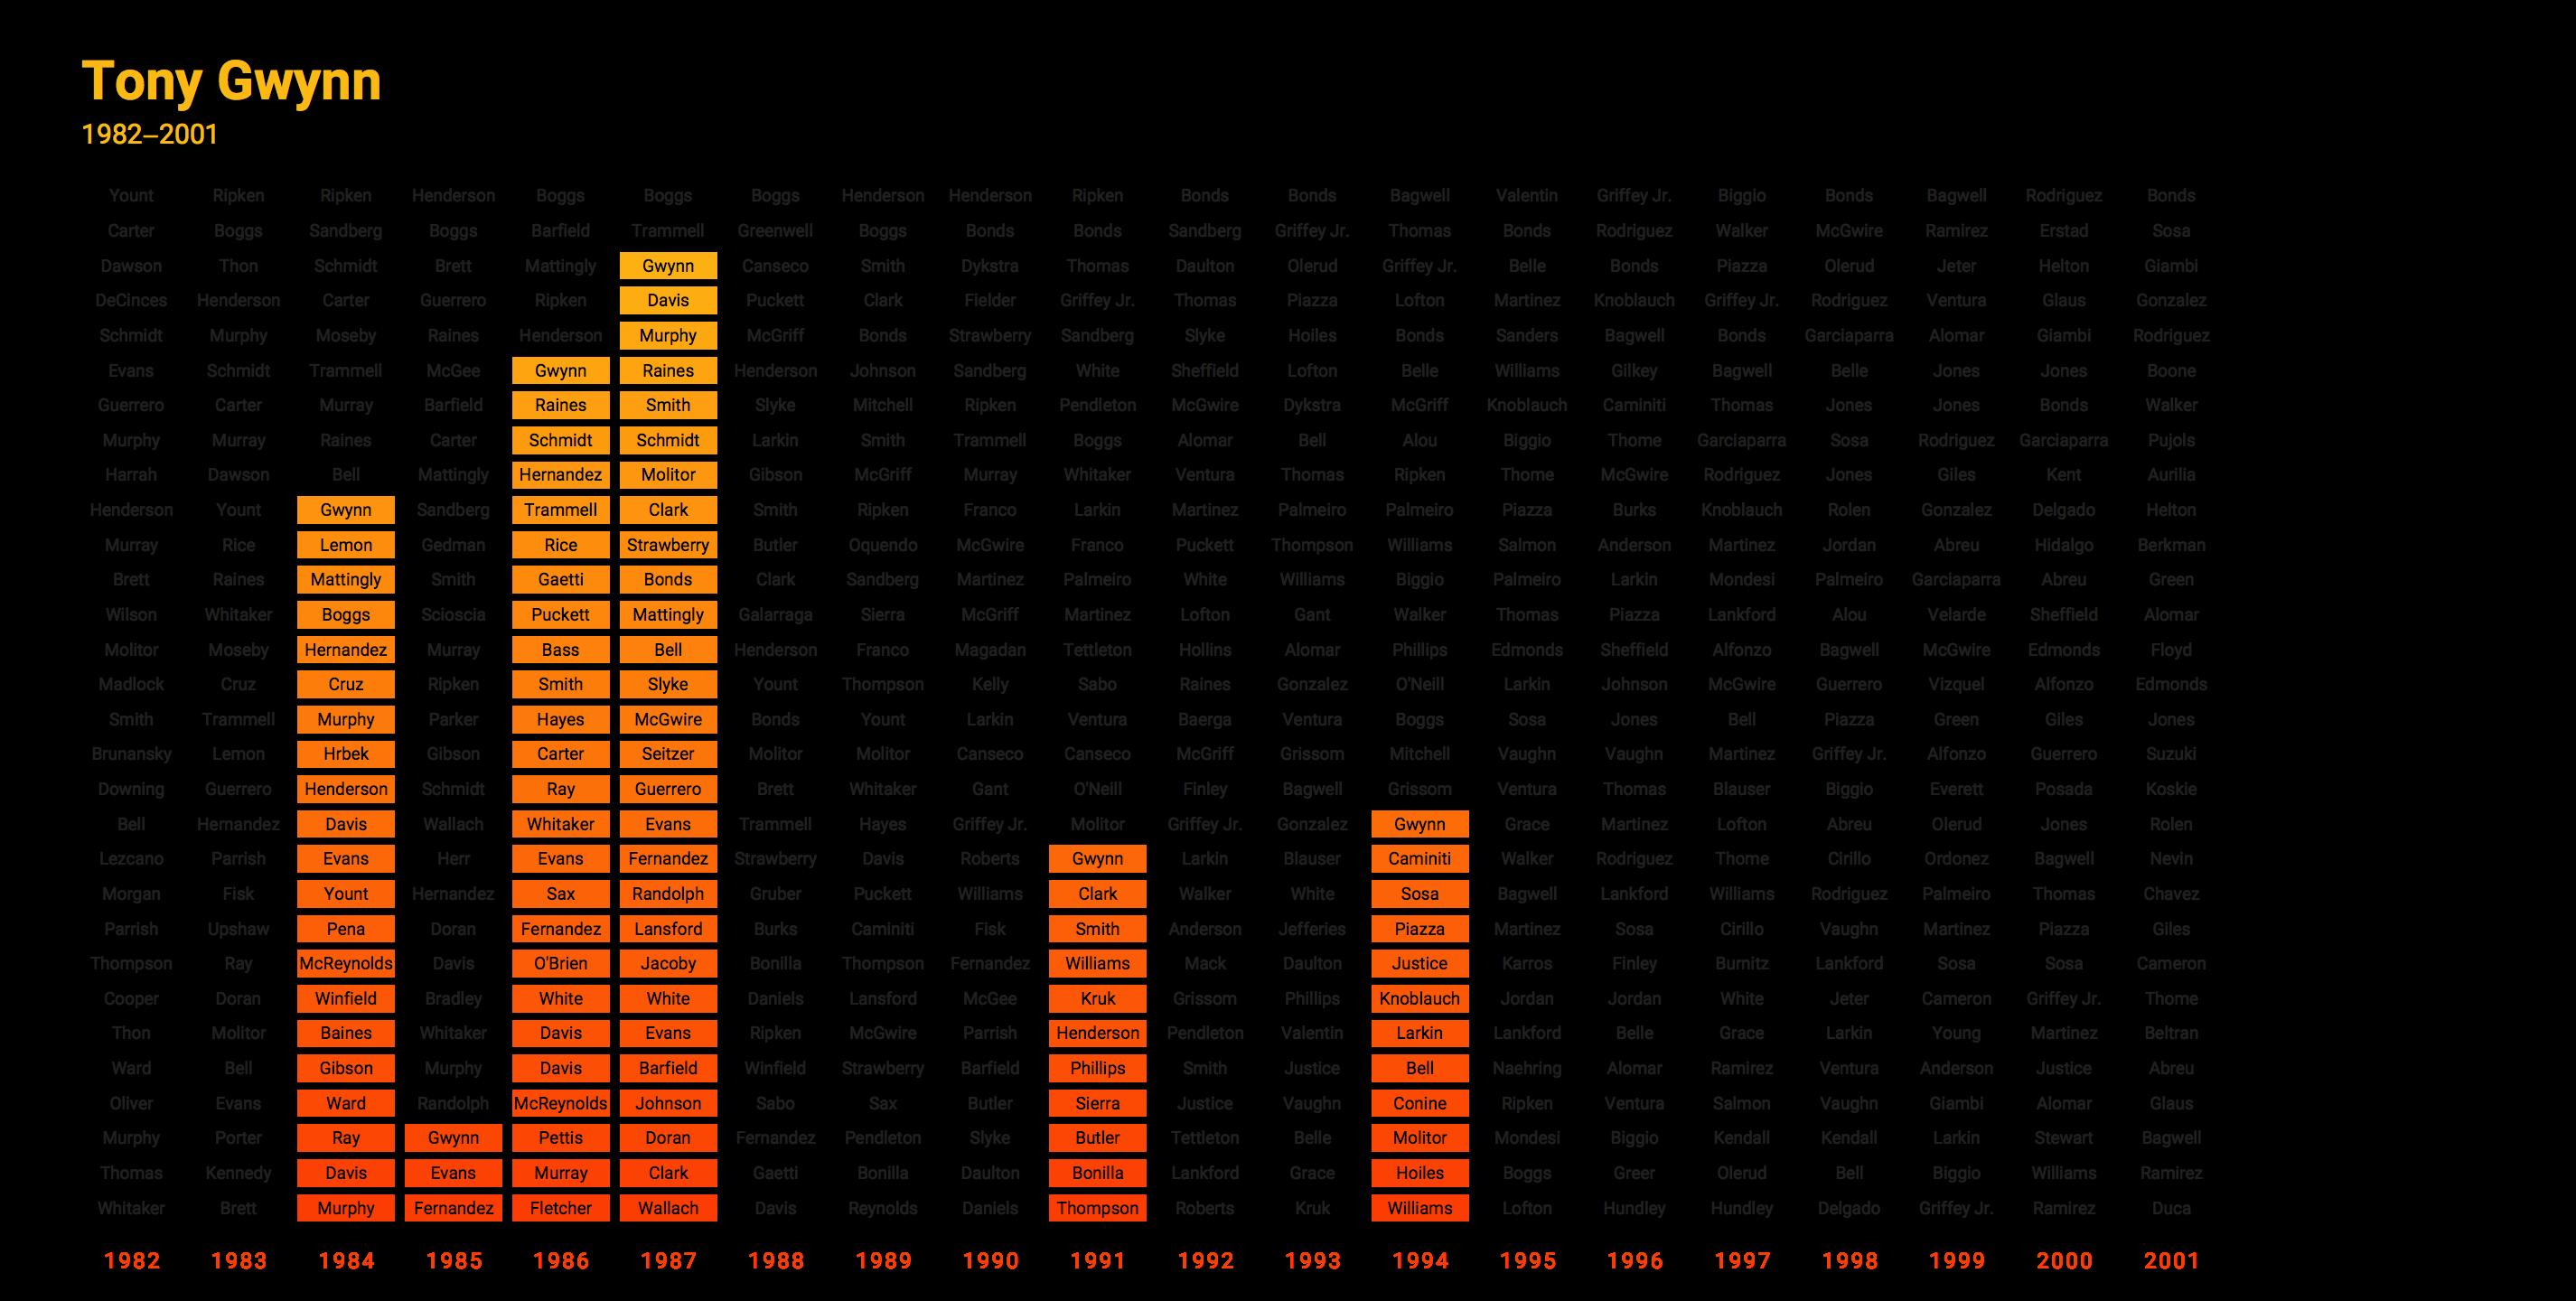 Tony Gwynn
1982–2001
Yount Ripken Ripken Henderson Boggs Boggs Boggs Henderson Henderson Ripken Bonds Bonds Bagwell Valentin Griffey Jr. Biggio Bonds Bagwell Rodriguez Bonds
Carter Boggs Sandberg Boggs Barfield Trammell Greenwell Boggs Bonds Bonds Sandberg Griffey Jr. Thomas Bonds Rodriguez Walker McGwire Ramirez Erstad Sosa
Dawson Thon Schmidt Brett Mattingly Gwynn Canseco Smith Dykstra Thomas Daulton Olerud Griffey Jr. Belle Bonds Piazza Olerud Jeter Helton Giambi
DeCinces Henderson Carter Guerrero Ripken Davis Puckett Clark Fielder Griffey Jr. Thomas Piazza Lofton Martinez Knoblauch Griffey Jr. Rodriguez Ventura Glaus Gonzalez
Schmidt Murphy Moseby Raines Henderson Murphy McGriff Bonds Strawberry Sandberg Slyke Hoiles Bonds Sanders Bagwell Bonds Garciaparra Alomar Giambi Rodriguez
Evans Schmidt Trammell McGee Gwynn Raines Henderson Johnson Sandberg White Sheffield Lofton Belle Williams Gilkey Bagwell Belle Jones Jones Boone
Guerrero Carter Murray Barfield Raines Smith Slyke Mitchell Ripken Pendleton McGwire Dykstra McGriff Knoblauch Caminiti Thomas Jones Jones Bonds Walker
Murphy Murray Raines Carter Schmidt Schmidt Larkin Smith Trammell Boggs Alomar Bell Alou Biggio Thome Garciaparra Sosa Rodriguez Garciaparra Pujols
Harrah Dawson Bell Mattingly Hernandez Molitor Gibson McGriff Murray Whitaker Ventura Thomas Ripken Thome McGwire Rodriguez Jones Giles Kent Aurilia
Henderson Yount Gwynn Sandberg Trammell Clark Smith Ripken Franco Larkin Martinez Palmeiro Palmeiro Piazza Burks Knoblauch Rolen Gonzalez Delgado Helton
Murray Rice Lemon Gedman Rice Strawberry Butler Oquendo McGwire Franco Puckett Thompson Williams Salmon Anderson Martinez Jordan Abreu Hidalgo Berkman
Brett Raines Mattingly Smith Gaetti Bonds Clark Sandberg Martinez Palmeiro White Williams Biggio Palmeiro Larkin Mondesi Palmeiro Garciaparra Abreu Green
Wilson Whitaker Boggs Scioscia Puckett Mattingly Galarraga Sierra McGriff Martinez Lofton Gant Walker Thomas Piazza Lankford Alou Velarde Sheffield Alomar
Molitor Moseby Hernandez Murray Bass Bell Henderson Franco Magadan Tettleton Hollins Alomar Phillips Edmonds Sheffield Alfonzo Bagwell McGwire Edmonds Floyd
Madlock Cruz Cruz Ripken Smith Slyke Yount Thompson Kelly Sabo Raines Gonzalez O'Neill Larkin Johnson McGwire Guerrero Vizquel Alfonzo Edmonds
Smith Trammell Murphy Parker Hayes McGwire Bonds Yount Larkin Ventura Baerga Ventura Boggs Sosa Jones Bell Piazza Green Giles Jones
Brunansky Lemon Hrbek Gibson Carter Seitzer Molitor Molitor Canseco Canseco McGriff Grissom Mitchell Vaughn Vaughn Martinez Griffey Jr. Alfonzo Guerrero Suzuki
Downing Guerrero Henderson Schmidt Ray Guerrero Brett Whitaker Gant O'Neill Finley Bagwell Grissom Ventura Thomas Blauser Biggio Everett Posada Koskie
Bell Hernandez Davis Wallach Whitaker Evans Trammell Hayes Griffey Jr. Molitor Griffey Jr. Gonzalez Gwynn Grace Martinez Lofton Abreu Olerud Jones Rolen
Lezcano Parrish Evans Herr Evans Fernandez Strawberry Davis Roberts Gwynn Larkin Blauser Caminiti Walker Rodriguez Thome Cirillo Ordonez Bagwell Nevin
Morgan Fisk Yount Hernandez Sax Randolph Gruber Puckett Williams Clark Walker White Sosa Bagwell Lankford Williams Rodriguez Palmeiro Thomas Chavez
Parrish Upshaw Pena Doran Fernandez Lansford Burks Caminiti Fisk Smith Anderson Jefferies Piazza Martinez Sosa Cirillo Vaughn Martinez Piazza Giles
Thompson Ray McReynolds Davis O'Brien Jacoby Bonilla Thompson Fernandez Williams Mack Daulton Justice Karros Finley Burnitz Lankford Sosa Sosa Cameron
Cooper Doran Winfield Bradley White White Daniels Lansford McGee Kruk Grissom Phillips Knoblauch Jordan Jordan White Jeter Cameron Griffey Jr. Thome
Thon Molitor Baines Whitaker Davis Evans Ripken McGwire Parrish Henderson Pendleton Valentin Larkin Lankford Belle Grace Larkin Young Martinez Beltran
Ward Bell Gibson Murphy Davis Barfield Winfield Strawberry Barfield Phillips Smith Justice Bell Naehring Alomar Ramirez Ventura Anderson Justice Abreu
Oliver Evans Ward Randolph McReynolds Johnson Sabo Sax Butler Sierra Justice Vaughn Conine Ripken Ventura Salmon Vaughn Giambi Alomar Glaus
Murphy Porter Ray Gwynn Pettis Doran Fernandez Pendleton Slyke Butler Tettleton Belle Molitor Mondesi Biggio Kendall Kendall Larkin Stewart Bagwell
Thomas Kennedy Davis Evans Murray Clark Gaetti Bonilla Daulton Bonilla Lankford Grace Hoiles Boggs Greer Olerud Bell Biggio Williams Ramirez
Whitaker Brett Murphy Fernandez Fletcher Wallach Davis Reynolds Daniels Thompson Roberts Kruk Williams Lofton Hundley Hundley Delgado Griffey Jr. Ramirez Duca
1982 1983 1984 1985 1986 1987 1988 1989 1990 1991 1992 1993 1994 1995 1996 1997 1998 1999 2000 2001